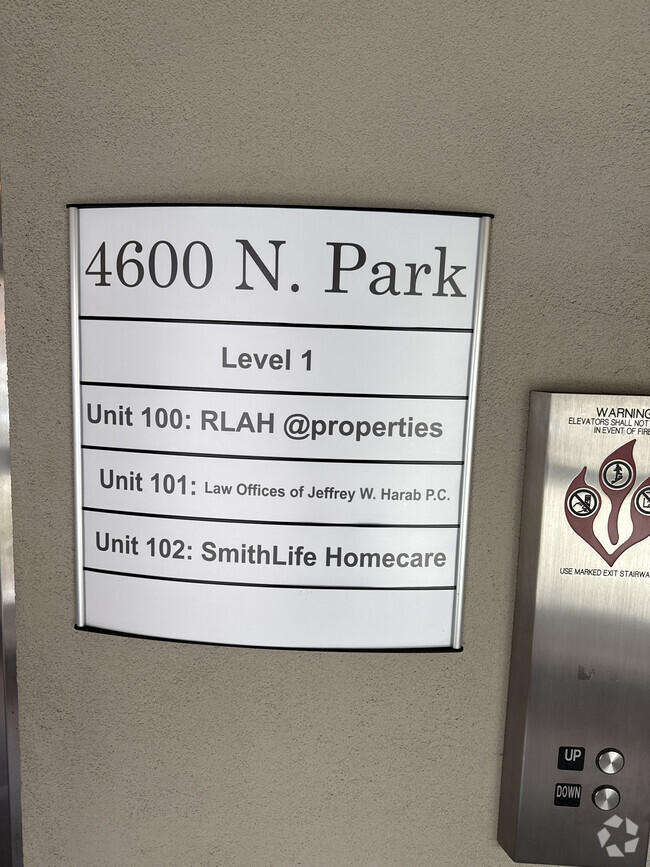 4600 N. Park
Level 1
Unit 100: RLAH @properties
Unit 101: Law Offices of Jeffrey W. Harab P.C.
Unit 102: SmithLife Homecare
WARNING
ELEVATORS SHALL NOT
IN EVENT OF FIRE
USE MARKED EXIT STAIRWA
UP
DOWN